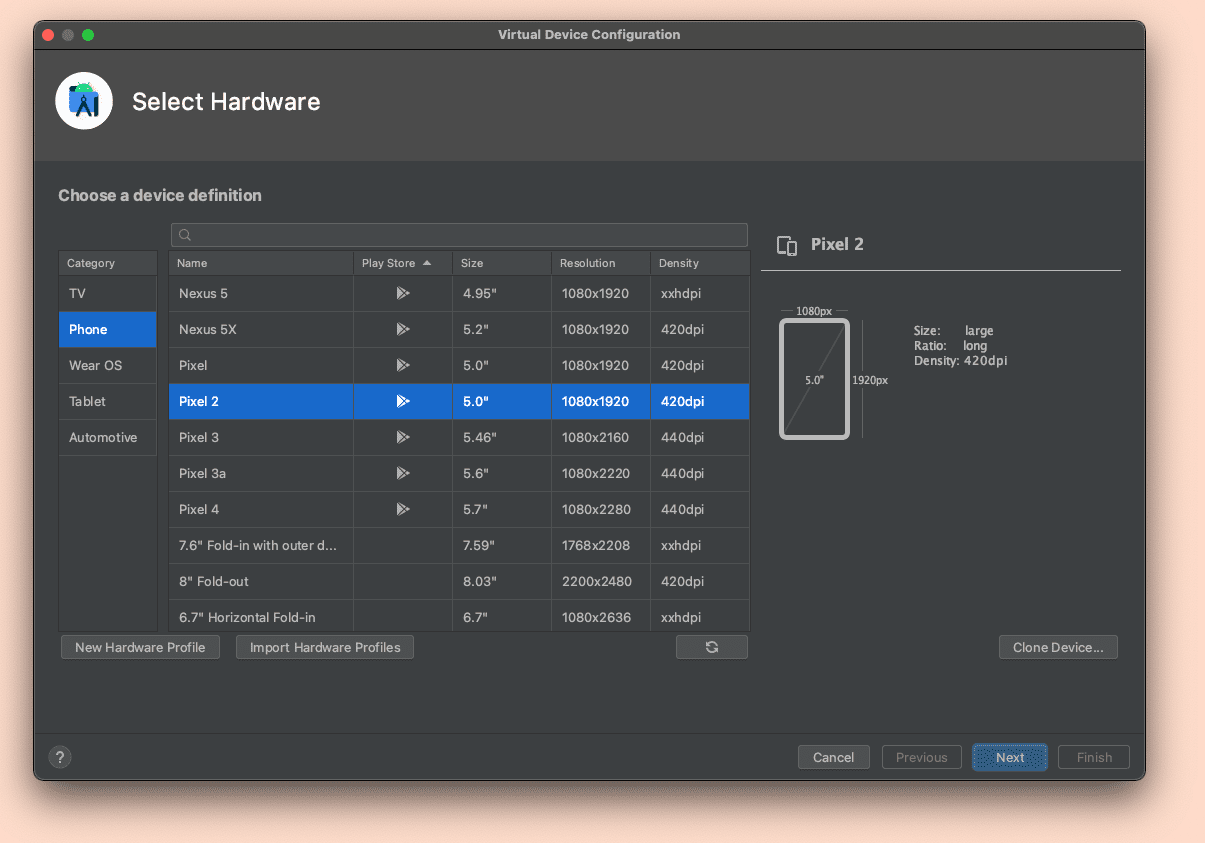 Virtual Device Configuration
Select Hardware
Choose a device definition
Category
TV
Phone
Wear OS
Tablet
Automotive
Name Play Store Size Resolution Density
Nexus 5 4.95" 1080x1920 xxhdpi
Nexus 5X 5.2" 1080x1920 420dpi
Pixel 5.0" 1080x1920 420dpi
Pixel 2 5.0" 1080x1920 420dpi
Pixel 3 5.46" 1080x2160 440dpi
Pixel 3a 5.6" 1080x2220 440dpi
Pixel 4 5.7" 1080x2280 440dpi
7.6" Fold-in with outer d... 7.59" 1768x2208 xxhdpi
8" Fold-out 8.03" 2200x2480 420dpi
6.7" Horizontal Fold-in 6.7" 1080x2636 xxhdpi
Pixel 2
1080px
5.0"
1920px
Size: large
Ratio: long
Density: 420dpi
New Hardware Profile Import Hardware Profiles Clone Device...
? Cancel Previous Next Finish